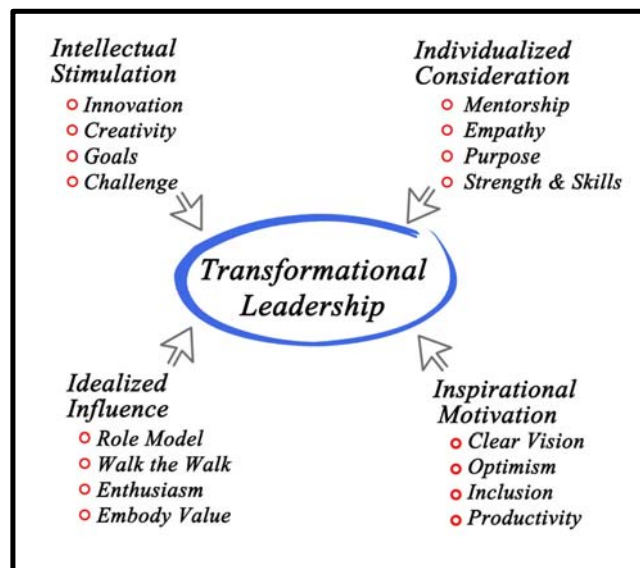 Intellectual
Stimulation
Innovation
Creativity
Goals
Challenge
Individualized
Consideration
Mentorship
Empathy
Purpose
Strength & Skills
Transformational
Leadership
Idealized
Influence
Role Model
Walk the Walk
Enthusiasm
Embody Value
Inspirational
Motivation
Clear Vision
Optimism
Inclusion
Productivity